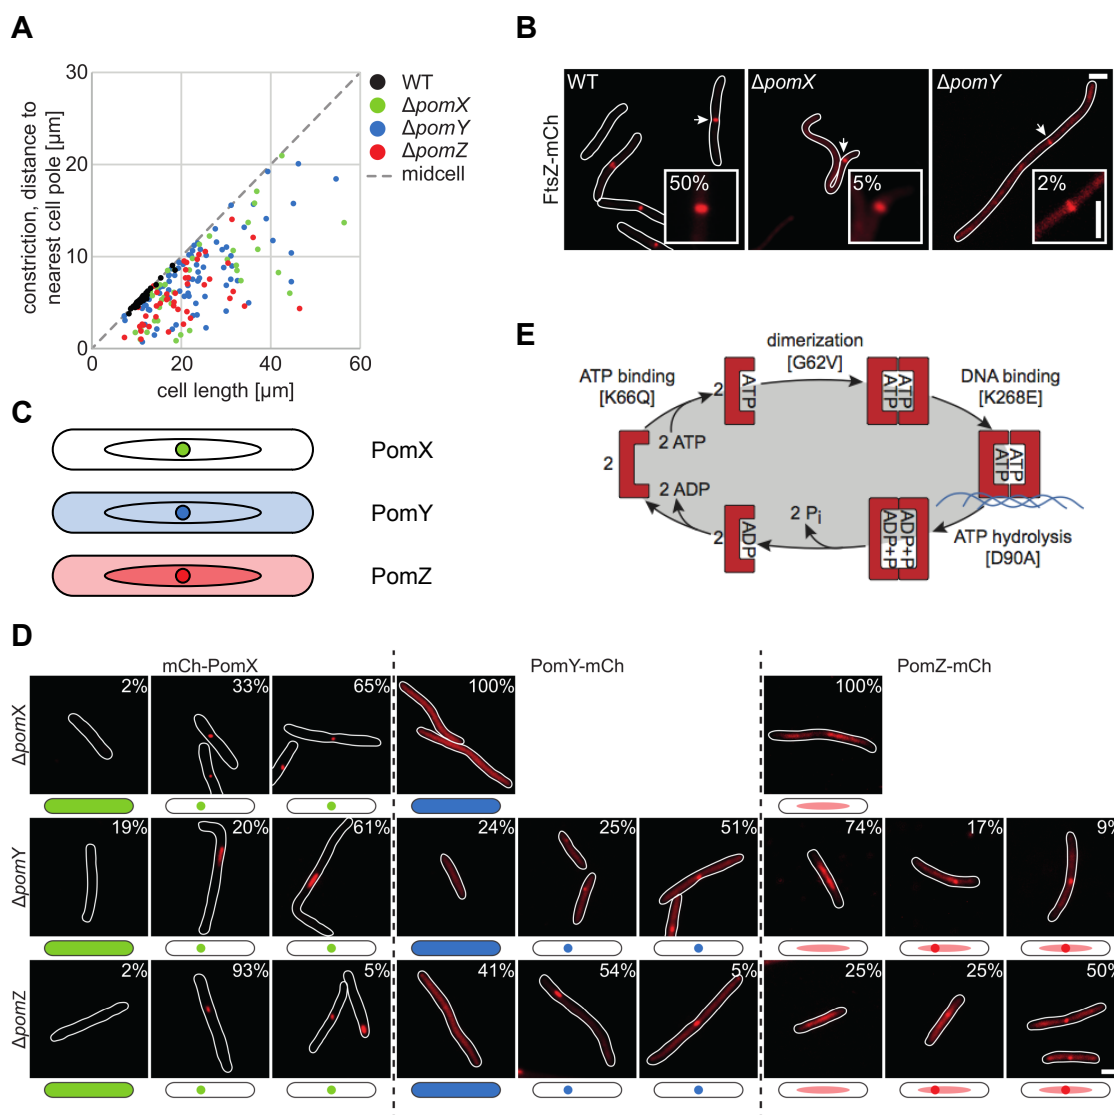 A
30
20
10
0
0
20
40
60
constriction, distance to
nearest cell pole [µm]
cell length [µm]
WT
ΔpomX
ΔpomY
ΔpomZ
midcell
B
FtsZ-mCh
WT
50%
ΔpomX
5%
ΔpomY
2%
C
PomX
PomY
PomZ
E
ATP binding
[K66Q]
dimerization
[G62V]
DNA binding
[K268E]
ATP hydrolysis
[D90A]
2
2 ATP
2
ATP
ATP
ATP
ATP
ATP
ADP+P
ADP+P
2 Pi
2
ADP
2 ADP
D
mCh-PomX
PomY-mCh
PomZ-mCh
ΔpomX
2%
33%
65%
100%
100%
ΔpomY
19%
20%
61%
24%
25%
51%
74%
17%
9%
ΔpomZ
2%
93%
5%
41%
54%
5%
25%
25%
50%